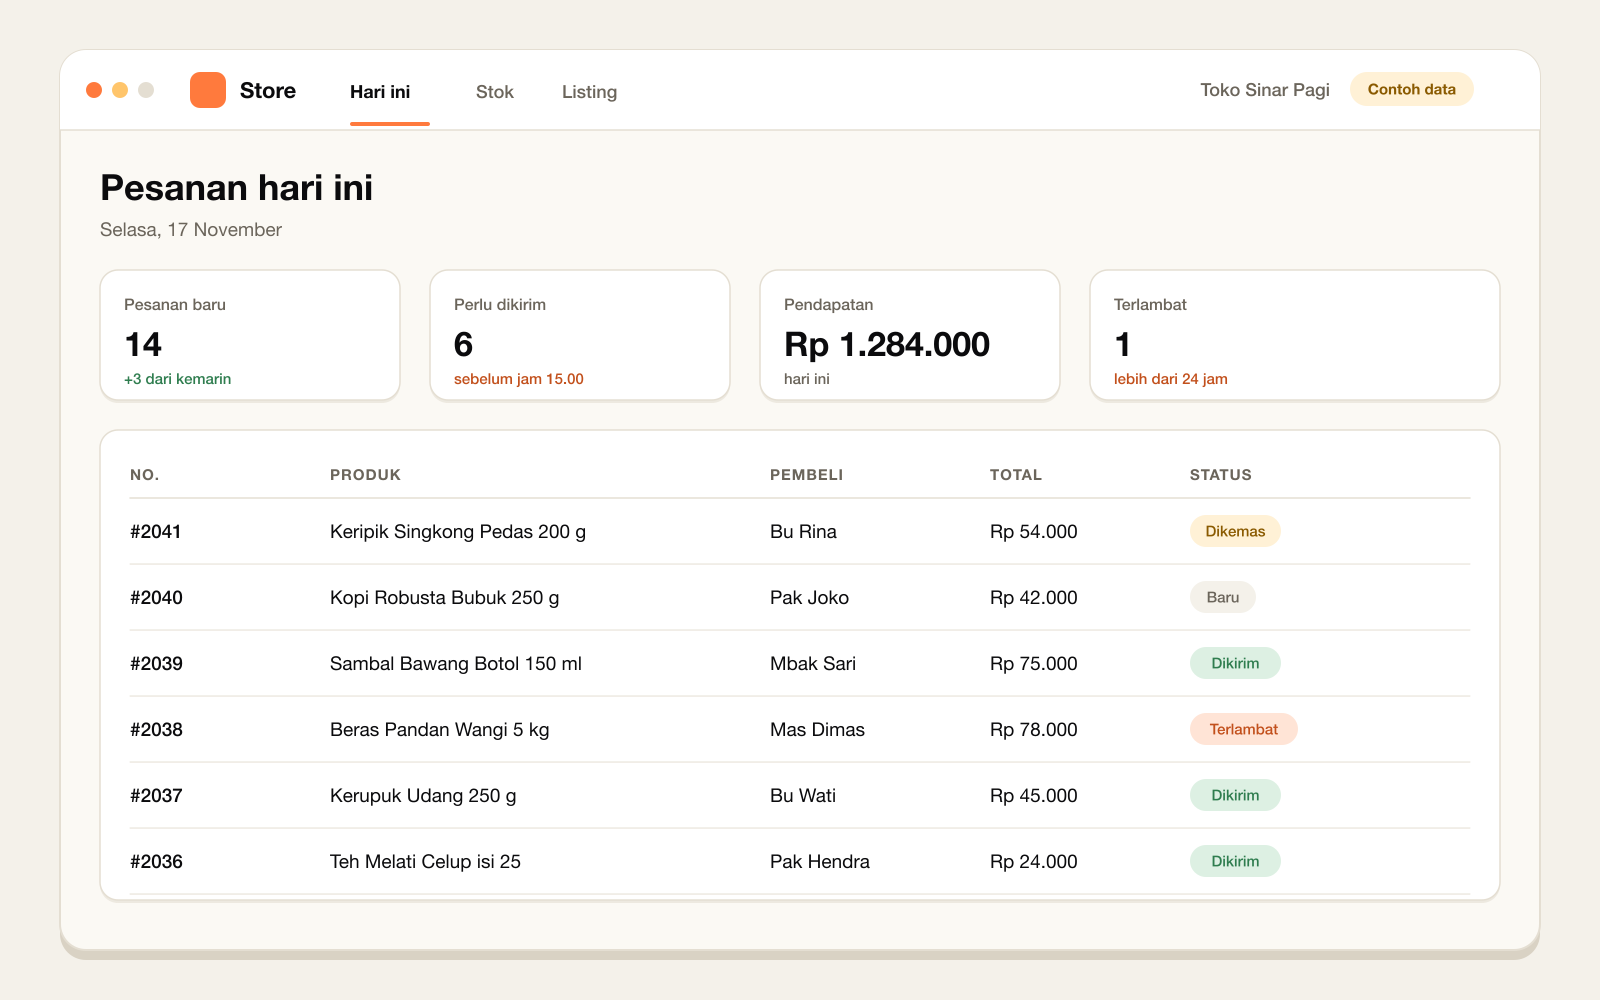 Store
Hari ini
Stok
Listing
Toko Sinar Pagi
Contoh data
Pesanan hari ini
Selasa, 17 November
Pesanan baru
14
+3 dari kemarin
Perlu dikirim
6
sebelum jam 15.00
Pendapatan
Rp 1.284.000
hari ini
Terlambat
1
lebih dari 24 jam
NO. PRODUK PEMBELI TOTAL STATUS
#2041 Keripik Singkong Pedas 200 g Bu Rina Rp 54.000 Dikemas
#2040 Kopi Robusta Bubuk 250 g Pak Joko Rp 42.000 Baru
#2039 Sambal Bawang Botol 150 ml Mbak Sari Rp 75.000 Dikirim
#2038 Beras Pandan Wangi 5 kg Mas Dimas Rp 78.000 Terlambat
#2037 Kerupuk Udang 250 g Bu Wati Rp 45.000 Dikirim
#2036 Teh Melati Celup isi 25 Pak Hendra Rp 24.000 Dikirim